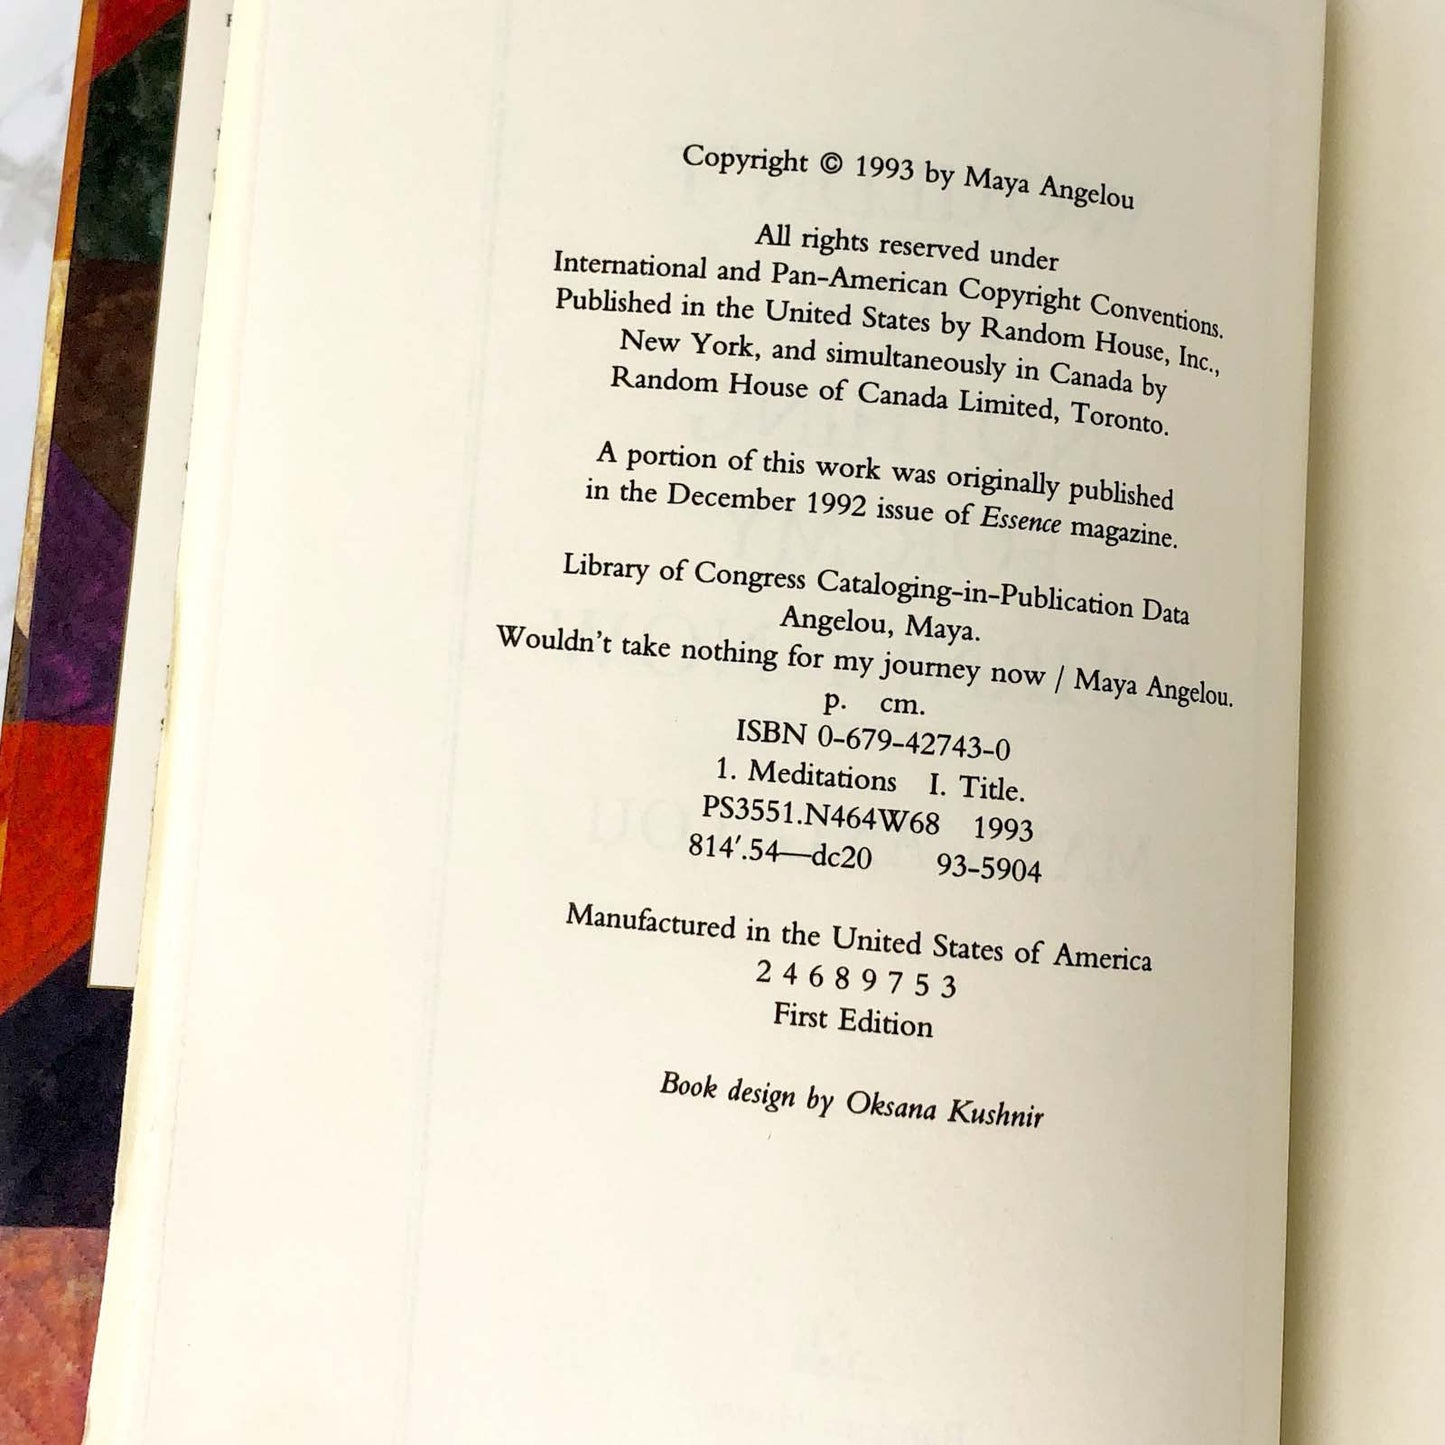 Copyright © 1993 by Maya Angelou
All rights reserved under
International and Pan-American Copyright Conventions.
Published in the United States by Random House, Inc.,
New York, and simultaneously in Canada by
Random House of Canada Limited, Toronto.
A portion of this work was originally published
in the December 1992 issue of Essence magazine.
Library of Congress Cataloging-in-Publication Data
Angelou, Maya.
Wouldn't take nothing for my journey now / Maya Angelou.
p. cm.
ISBN 0-679-42743-0
1. Meditations I. Title.
PS3551.N464W68 1993
814'.54—dc20 93-5904
Manufactured in the United States of America
2 4 6 8 9 7 5 3
First Edition
Book design by Oksana Kushnir